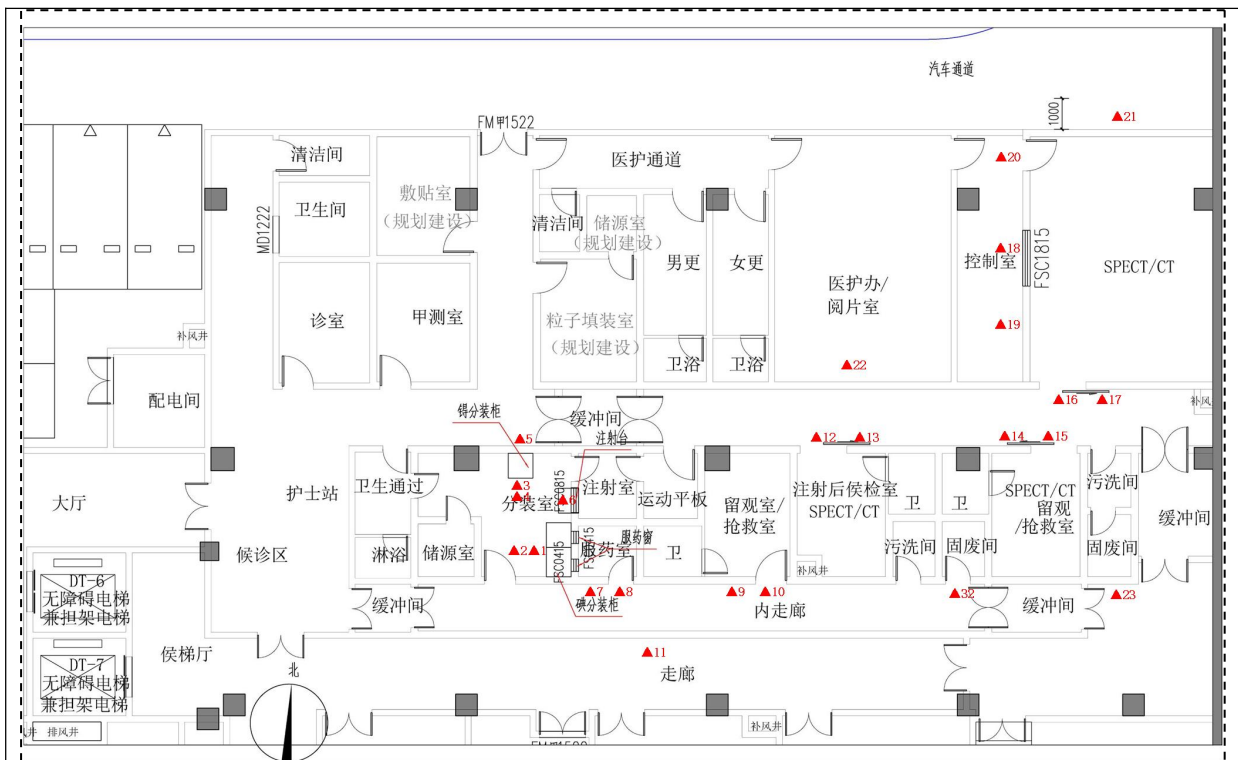 汽车通道
1000
▲21
FM甲1522
清洁间
医护通道
▲20
卫生间
敷贴室
（规划建设）
MD1222
清洁间
储源室
（规划建设）
男更
女更
▲18
控制室
FSC1815
SPECT/CT
医护办/
阅片室
诊室
甲测室
粒子填装室
（规划建设）
▲19
补风井
卫浴
卫浴
▲22
配电间
锝分装柜
缓冲间
注射台
▲16
▲17
补风井
▲5
▲12
▲13
▲14
▲15
大厅
护士站
卫生通过
▲3
▲4
分装室
▲6
注射室
运动平板
留观室/
抢救室
注射后侯检室
SPECT/CT
卫
卫
SPECT/CT
留观
/抢救室
污洗间
缓冲间
候诊区
淋浴
储源室
▲2
▲1
FSC0415
服药室
服药窗
卫
污洗间
固废间
固废间
补风井
DT-6
无障碍电梯
兼担架电梯
缓冲间
▲7
▲8
碘分装柜
▲9
▲10
内走廊
▲32
缓冲间
▲23
侯梯厅
▲11
走廊
DT-7
无障碍电梯
兼担架电梯
北
排风井
补风井